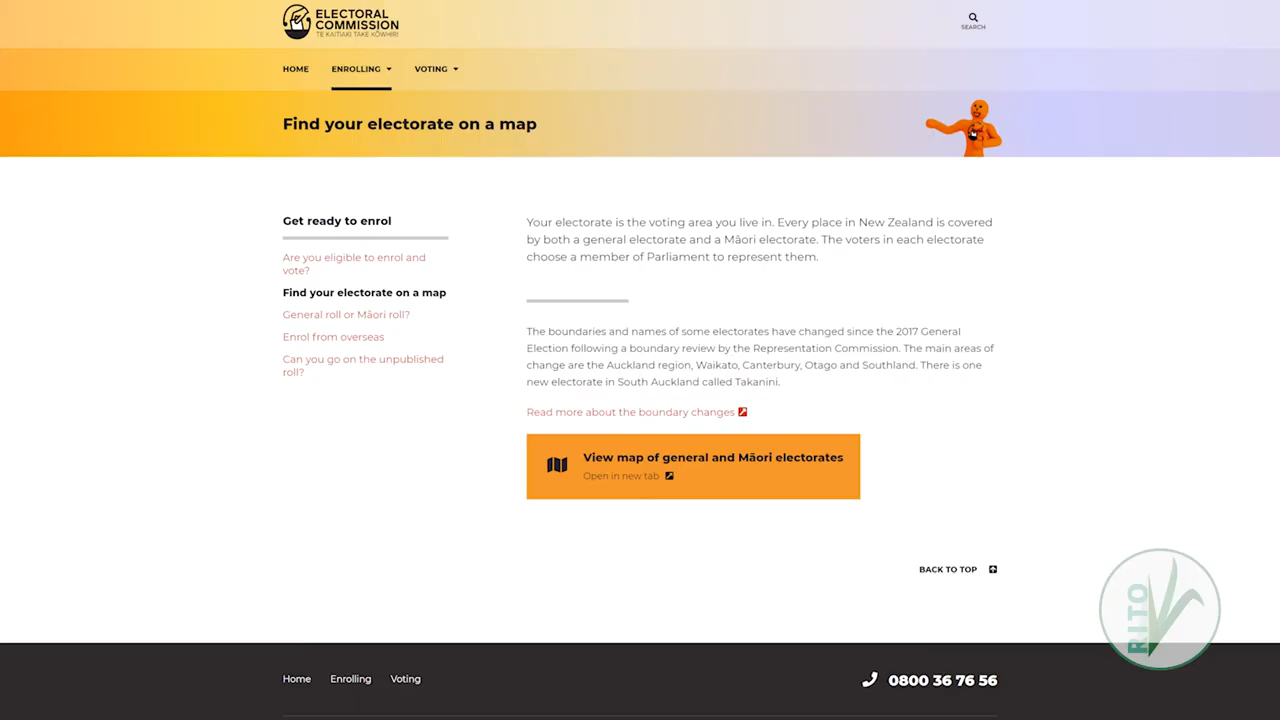 ELECTORAL
COMMISSION
TE KAITIAKI TAKE KŌWHIRI
SEARCH
HOME ENROLLING VOTING
Find your electorate on a map
Get ready to enrol
Are you eligible to enrol and
vote?
Find your electorate on a map
General roll or Māori roll?
Enrol from overseas
Can you go on the unpublished
roll?
Your electorate is the voting area you live in. Every place in New Zealand is covered
by both a general electorate and a Māori electorate. The voters in each electorate
choose a member of Parliament to represent them.
The boundaries and names of some electorates have changed since the 2017 General
Election following a boundary review by the Representation Commission. The main areas of
change are the Auckland region, Waikato, Canterbury, Otago and Southland. There is one
new electorate in South Auckland called Takanini.
Read more about the boundary changes
View map of general and Māori electorates
Open in new tab
BACK TO TOP
RITO
Home Enrolling Voting
0800 36 76 56